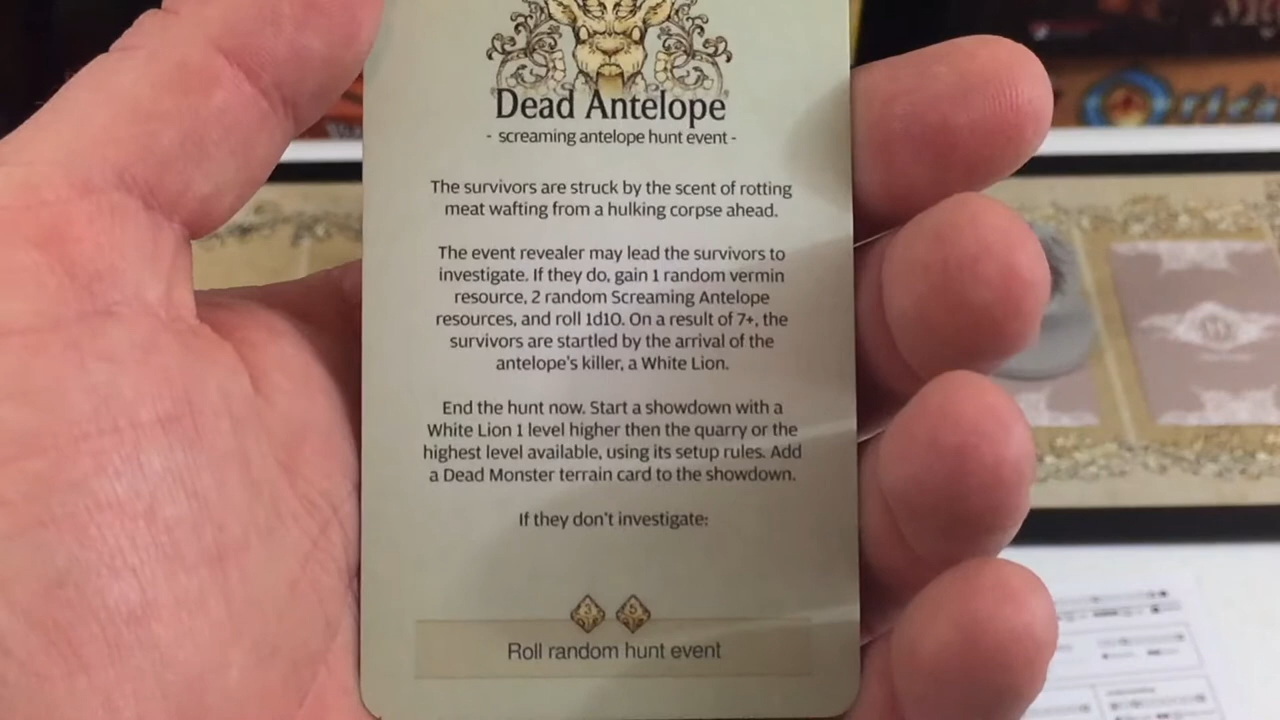 Dead Antelope
- screaming antelope hunt event -
The survivors are struck by the scent of rotting
meat wafting from a hulking corpse ahead.
The event revealer may lead the survivors to
investigate. If they do, gain 1 random vermin
resource, 2 random Screaming Antelope
resources, and roll 1d10. On a result of 7+, the
survivors are startled by the arrival of the
antelope's killer, a White Lion.
End the hunt now. Start a showdown with a
White Lion 1 level higher then the quarry or the
highest level available, using its setup rules. Add
a Dead Monster terrain card to the showdown.
If they don't investigate:
Roll random hunt event